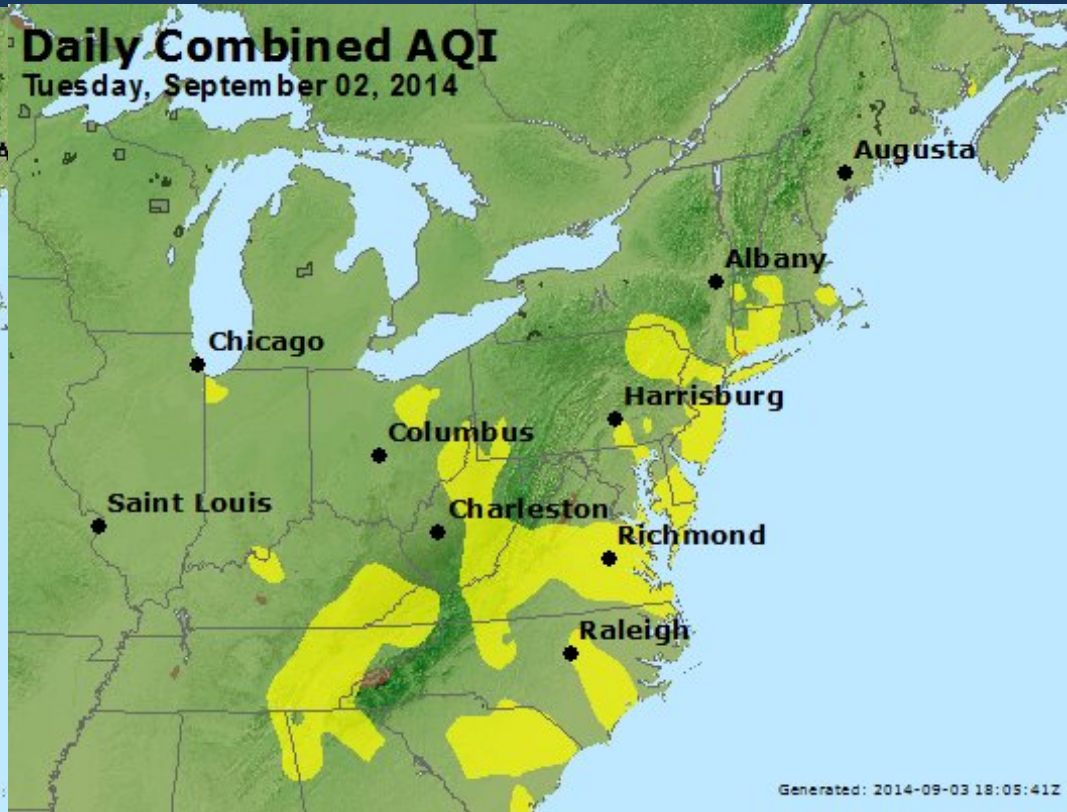 Daily Combined AQI
Tuesday, September 02, 2014
Augusta
Albany
Chicago
Harrisburg
Columbus
Saint Louis
Charleston
Richmond
Raleigh
Generated: 2014-09-03 18:05:41Z